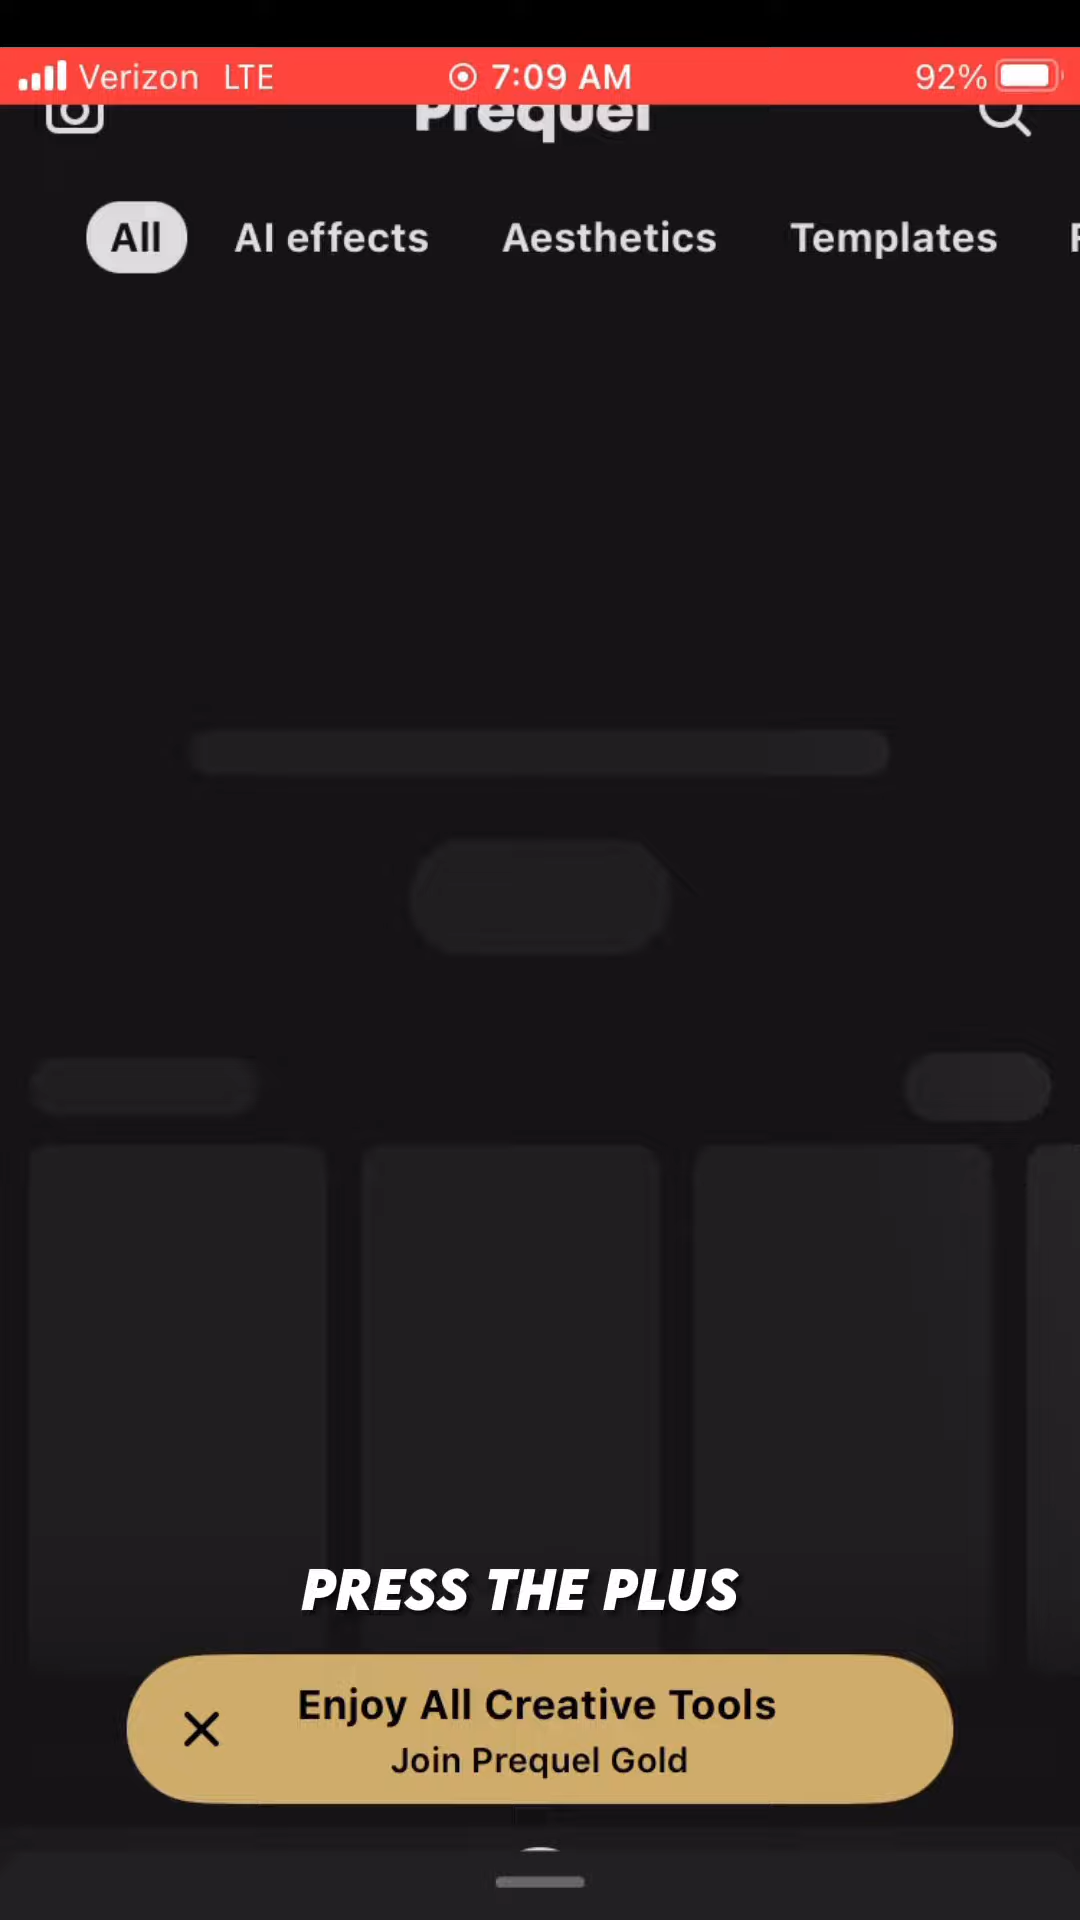 Verizon LTE 7:09 AM 92%
Prequel
All AI effects Aesthetics Templates
PRESS THE PLUS
Enjoy All Creative Tools
Join Prequel Gold